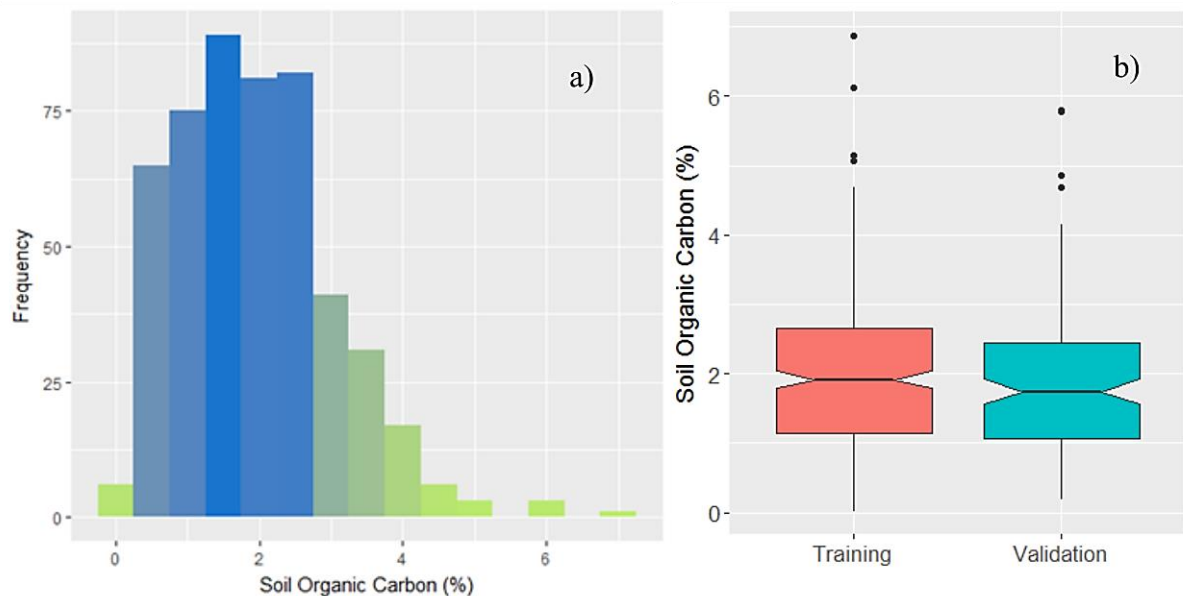 a)
75
50
25
0
Frequency
0 2 4 6
Soil Organic Carbon (%)
b)
6
4
2
0
Soil Organic Carbon (%)
Training Validation